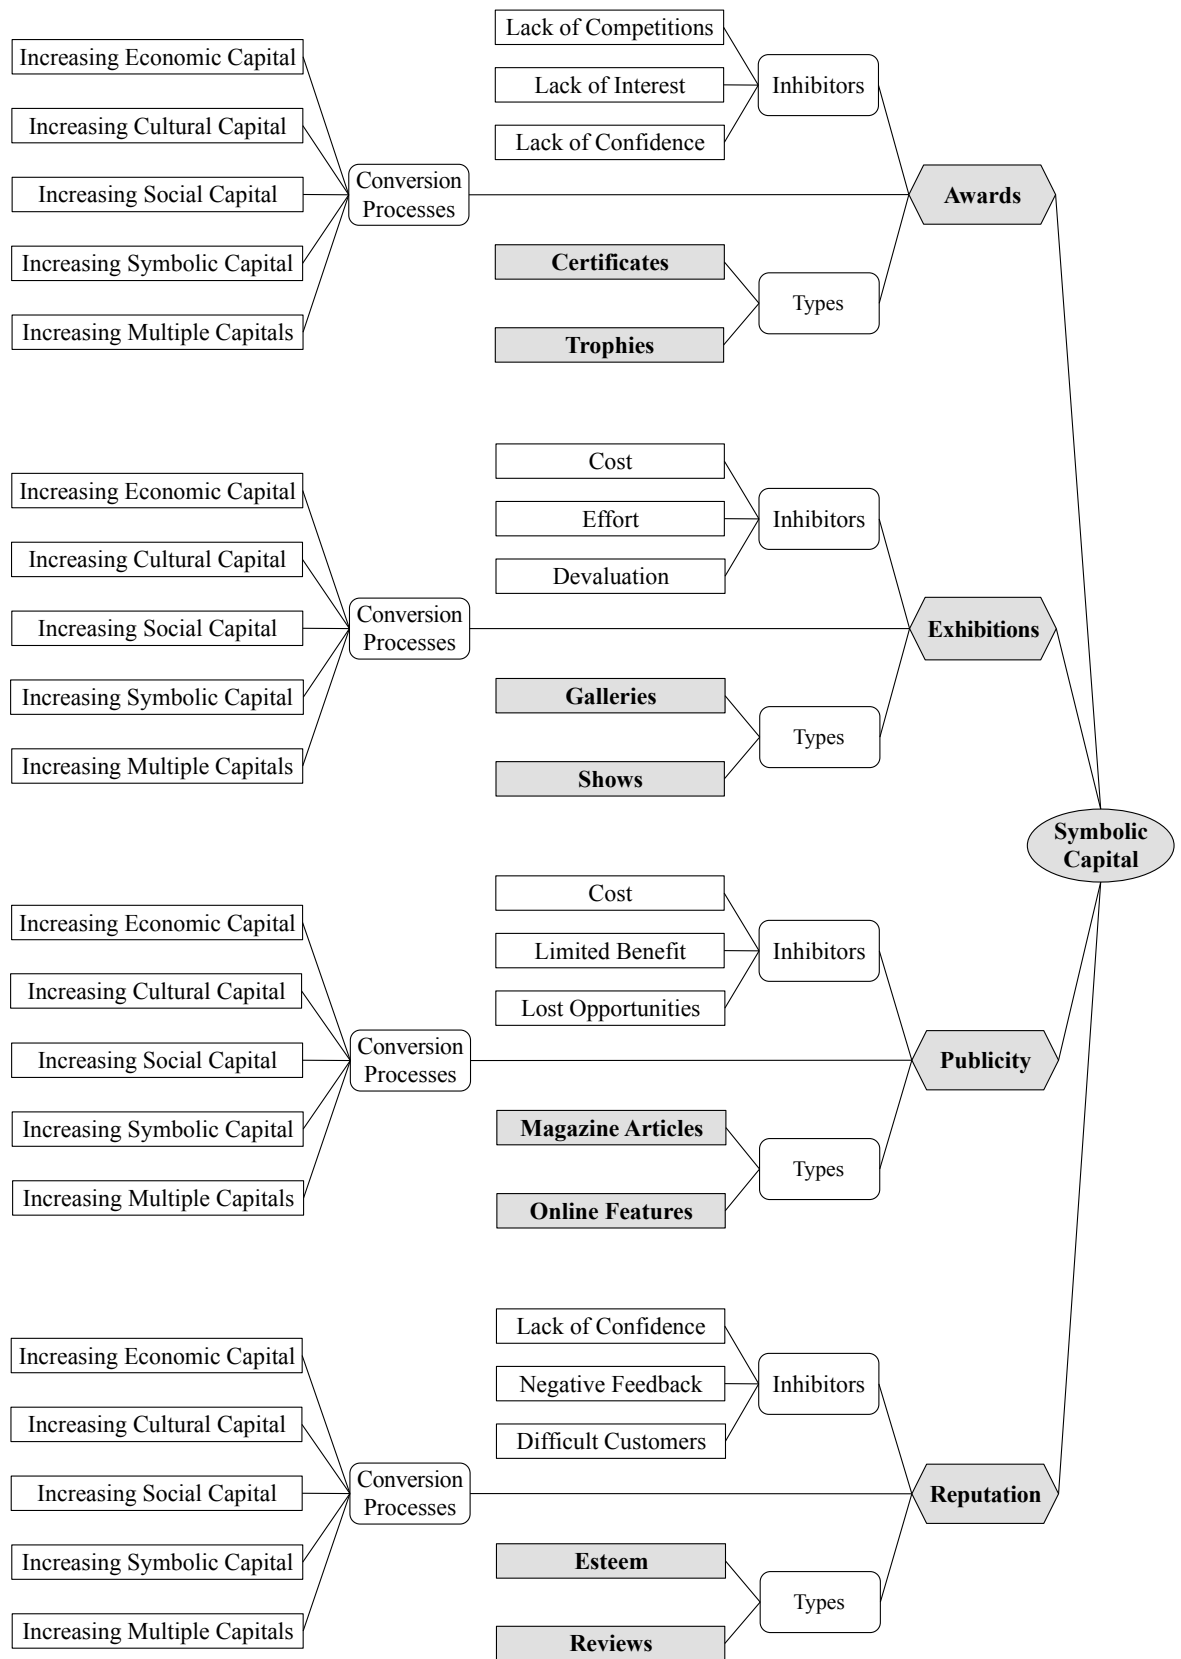 Lack of Competitions
Increasing Economic Capital
Lack of Interest
Inhibitors
Increasing Cultural Capital
Lack of Confidence
Increasing Social Capital
Conversion
Processes
Awards
Increasing Symbolic Capital
Certificates
Types
Increasing Multiple Capitals
Trophies
Cost
Increasing Economic Capital
Effort
Inhibitors
Increasing Cultural Capital
Devaluation
Increasing Social Capital
Conversion
Processes
Exhibitions
Increasing Symbolic Capital
Galleries
Types
Increasing Multiple Capitals
Shows
Symbolic
Capital
Cost
Increasing Economic Capital
Limited Benefit
Inhibitors
Increasing Cultural Capital
Lost Opportunities
Increasing Social Capital
Conversion
Processes
Publicity
Increasing Symbolic Capital
Magazine Articles
Types
Increasing Multiple Capitals
Online Features
Lack of Confidence
Increasing Economic Capital
Negative Feedback
Inhibitors
Increasing Cultural Capital
Difficult Customers
Increasing Social Capital
Conversion
Processes
Reputation
Increasing Symbolic Capital
Esteem
Types
Increasing Multiple Capitals
Reviews